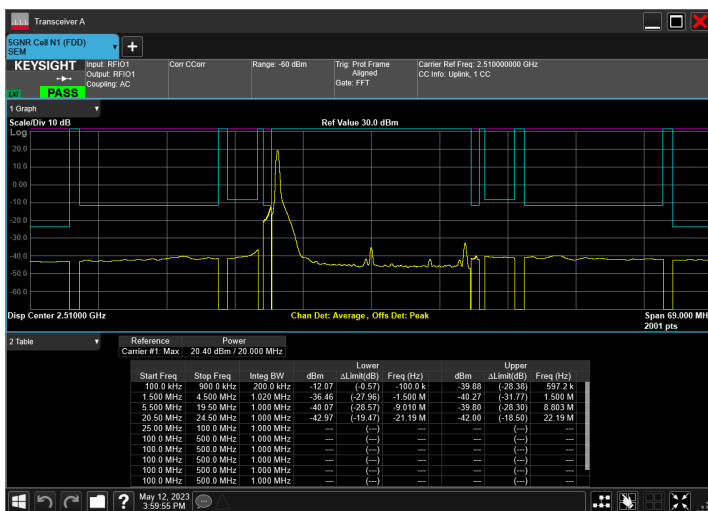 Transceiver A
5GNR Cell N1 (FDD)
SEM
KEYSIGHT
Input: RFIO1
Output: RFIO1
Coupling: AC
Corr CCorr
Range: -60 dBm
Trig: Prot Frame
Aligned
Gate: FFT
Carrier Ref Freq: 2.510000000 GHz
CC Info: Uplink, 1 CC
LXI
PASS
1 Graph
Scale/Div 10 dB
Ref Value 30.0 dBm
Log
20.0
10.0
0.00
-10.0
-20.0
-30.0
-40.0
-50.0
-60.0
Disp Center 2.51000 GHz
Chan Det: Average, Offs Det: Peak
Span 69.000 MH
2001 pts
2 Table
Reference Power
Carrier #1: Max 20.40 dBm / 20.000 MHz
Lower Upper
Start Freq Stop Freq Integ BW dBm ΔLimit(dB) Freq (Hz) dBm ΔLimit(dB) Freq (Hz)
100.0 kHz 900.0 kHz 200.0 kHz -12.07 (-0.57) -100.0 k -39.88 (-28.38) 597.2 k
1.500 MHz 4.500 MHz 1.020 MHz -36.46 (-27.96) -1.500 M -40.27 (-31.77) 1.500 M
5.500 MHz 19.50 MHz 1.000 MHz -40.07 (-28.57) -9.010 M -39.80 (-28.30) 8.803 M
20.50 MHz 24.50 MHz 1.000 MHz -42.97 (-19.47) -21.19 M -42.00 (-18.50) 22.19 M
25.00 MHz 100.0 MHz 1.000 MHz --- (---) --- --- (---) ---
100.0 MHz 500.0 MHz 1.000 MHz --- (---) --- --- (---) ---
100.0 MHz 500.0 MHz 1.000 MHz --- (---) --- --- (---) ---
100.0 MHz 500.0 MHz 1.000 MHz --- (---) --- --- (---) ---
100.0 MHz 500.0 MHz 1.000 MHz --- (---) --- --- (---) ---
100.0 MHz 500.0 MHz 1.000 MHz --- (---) --- --- (---) ---
May 12, 2023
3:59:55 PM